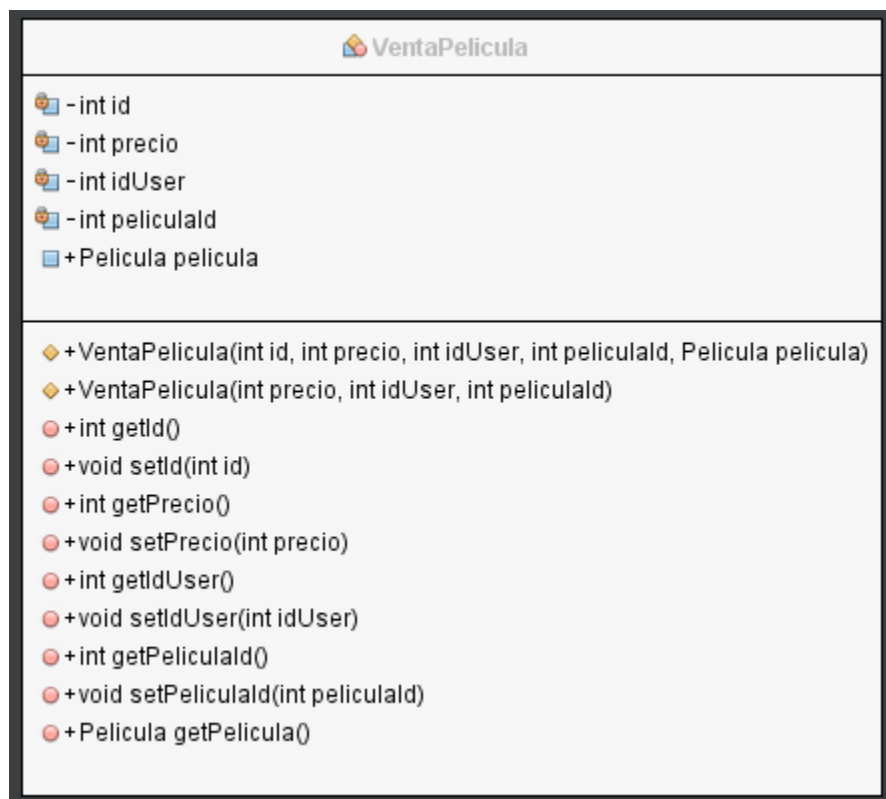 VentaPelicula
-int id
-int precio
-int idUser
-int peliculaId
+Pelicula pelicula
+VentaPelicula(int id, int precio, int idUser, int peliculaId, Pelicula pelicula)
+VentaPelicula(int precio, int idUser, int peliculaId)
+int getId()
+void setId(int id)
+int getPrecio()
+void setPrecio(int precio)
+int getIdUser()
+void setIdUser(int idUser)
+int getPeliculaId()
+void setPeliculaId(int peliculaId)
+Pelicula getPelicula()